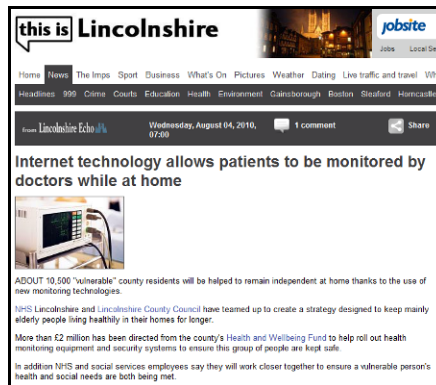 this is Lincolnshire
jobsite
Jobs Local Se
Home News The Imps Sport Business What's On Pictures Weather Dating Live traffic and travel Wh
Headlines 999 Crime Courts Education Health Environment Gainsborough Boston Sleaford Horncastle
from Lincolnshire Echo
Wednesday, August 04, 2010,
07:00
1 comment
Share
Internet technology allows patients to be monitored by
doctors while at home
ABOUT 10,500 "vulnerable" county residents will be helped to remain independent at home thanks to the use of
new monitoring technologies.
NHS Lincolnshire and Lincolnshire County Council have teamed up to create a strategy designed to keep mainly
elderly people living healthily in their homes for longer.
More than £2 million has been directed from the county's Health and Wellbeing Fund to help roll out health
monitoring equipment and security systems to ensure this group of people are kept safe.
In addition NHS and social services employees say they will work closer together to ensure a vulnerable person's
health and social needs are both being met.